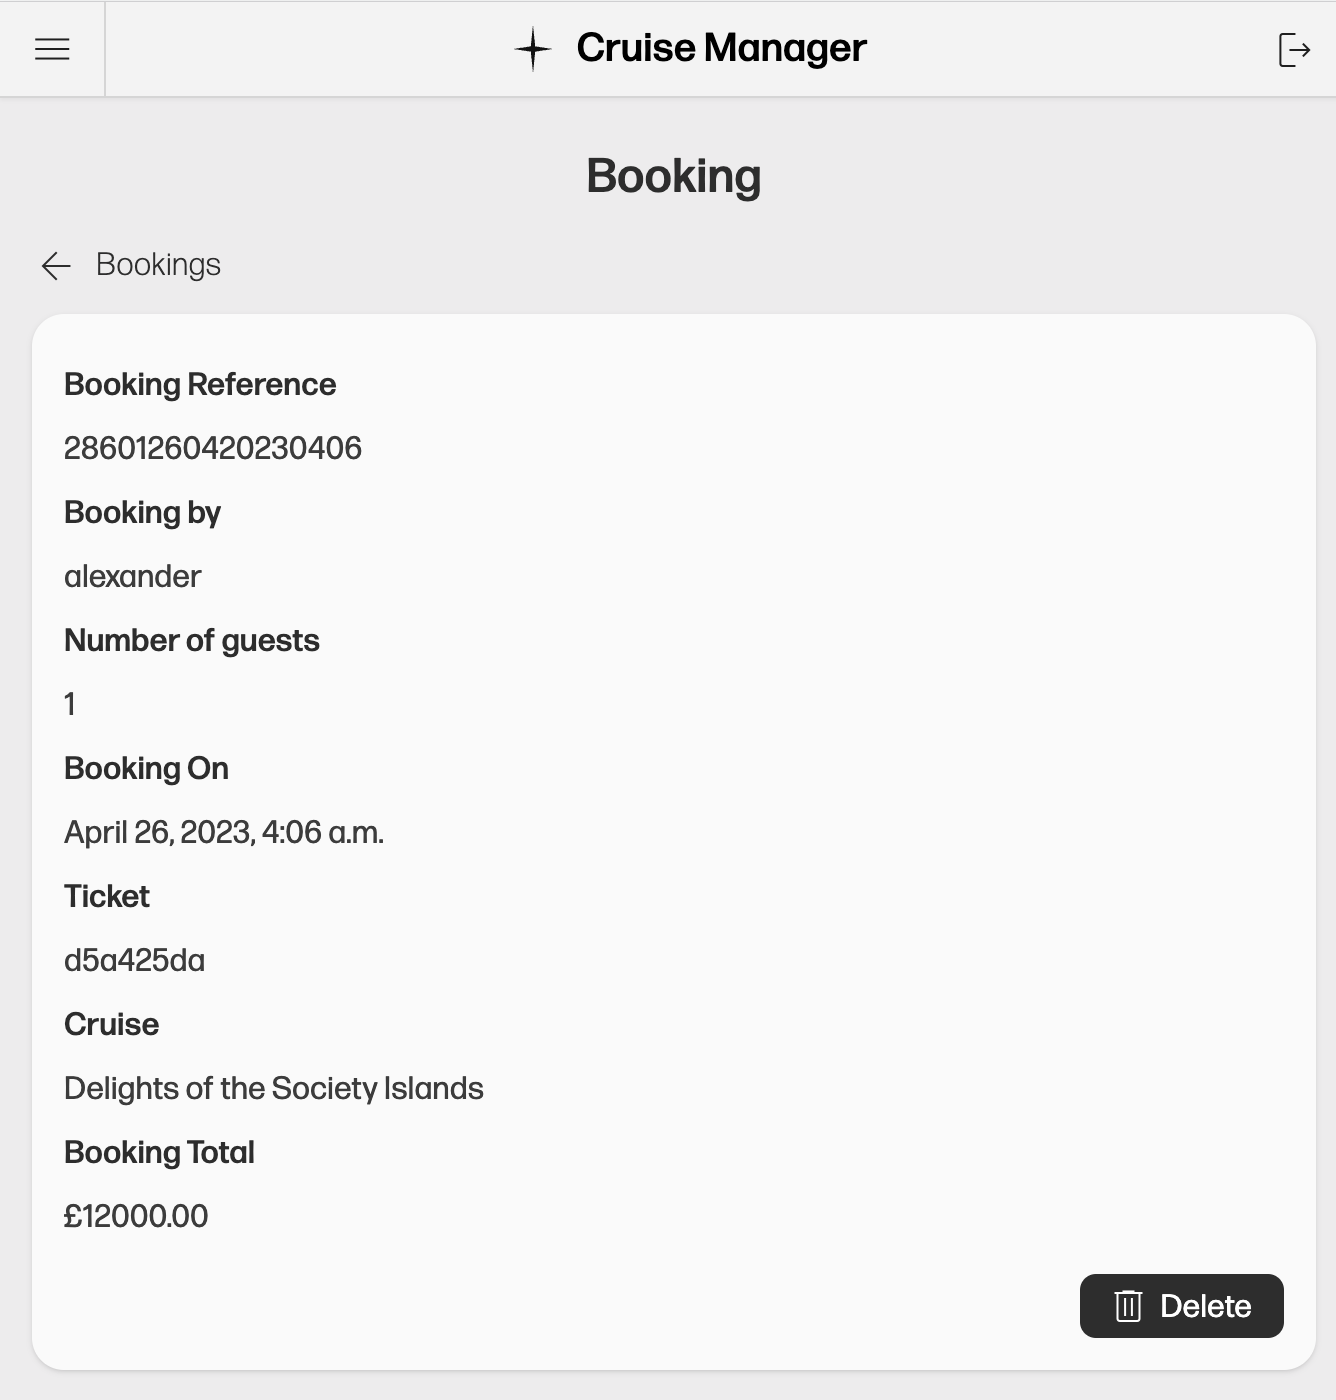 Cruise Manager
Booking
Bookings
Booking Reference
28601260420230406
Booking by
alexander
Number of guests
1
Booking On
April 26, 2023, 4:06 a.m.
Ticket
d5a425da
Cruise
Delights of the Society Islands
Booking Total
£12000.00
Delete